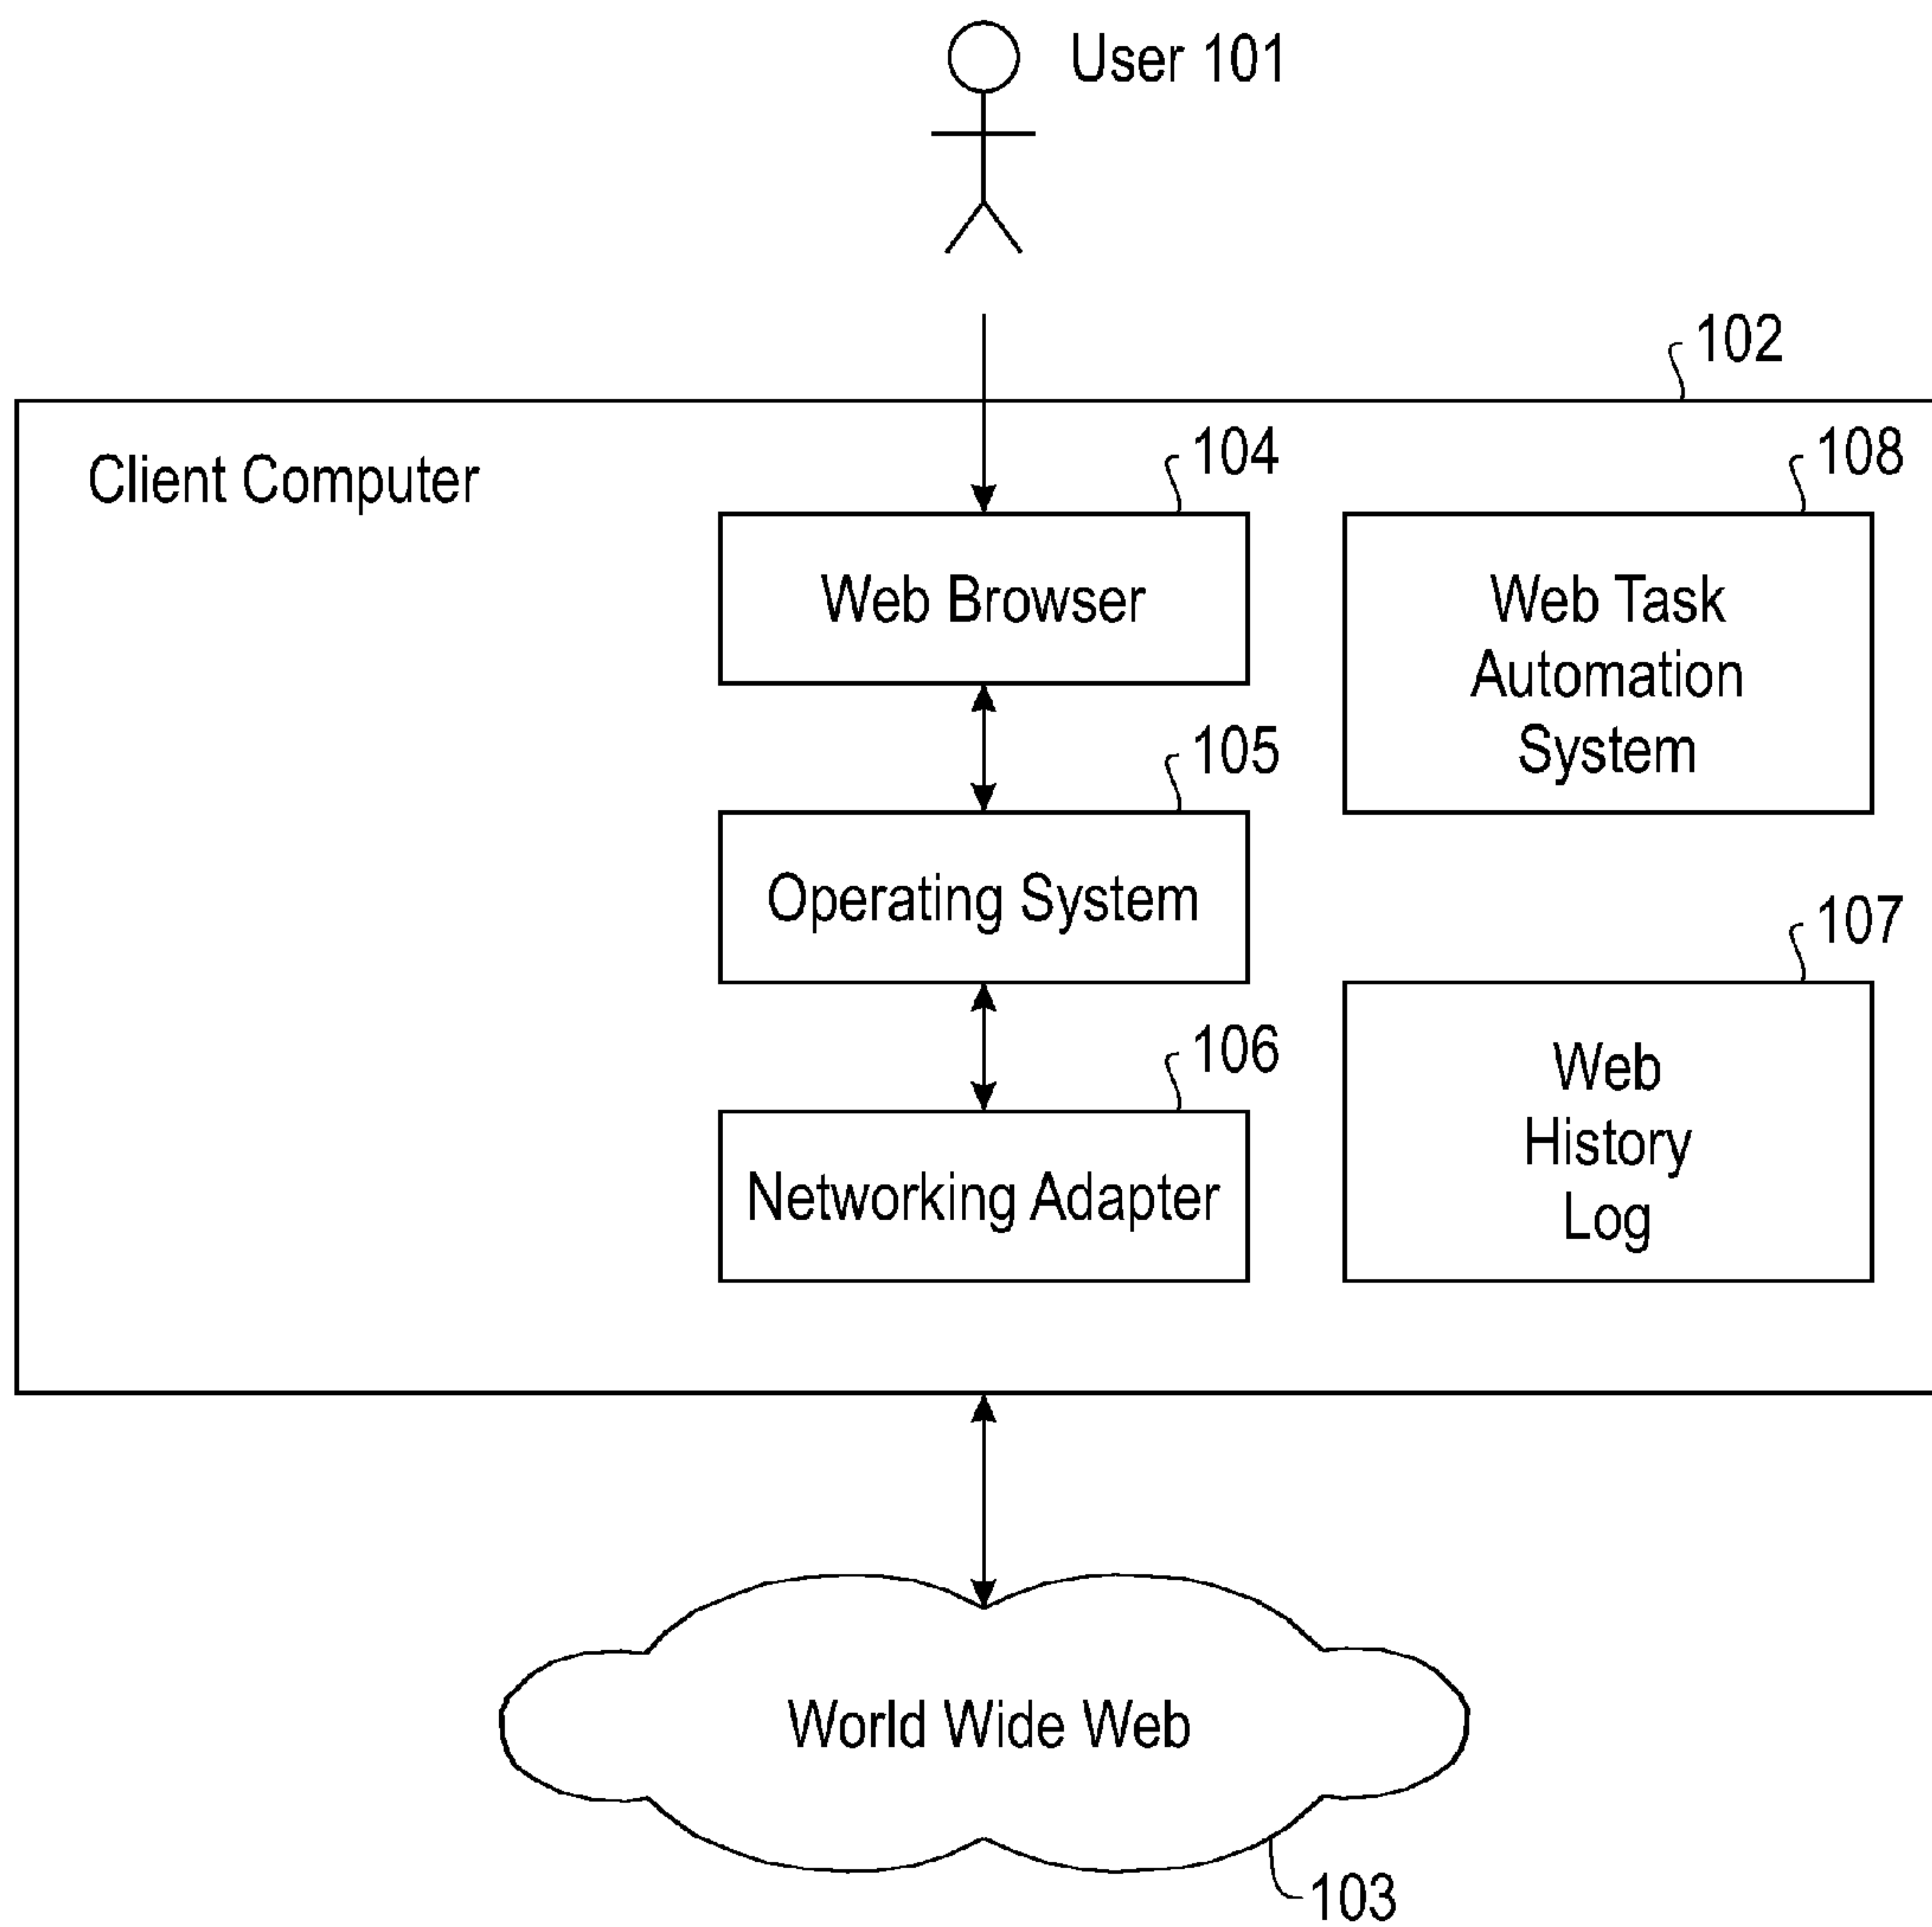 User 101
102
Client Computer
104
Web Browser
108
Web Task
Automation
System
105
Operating System
107
Web
History
Log
106
Networking Adapter
World Wide Web
103